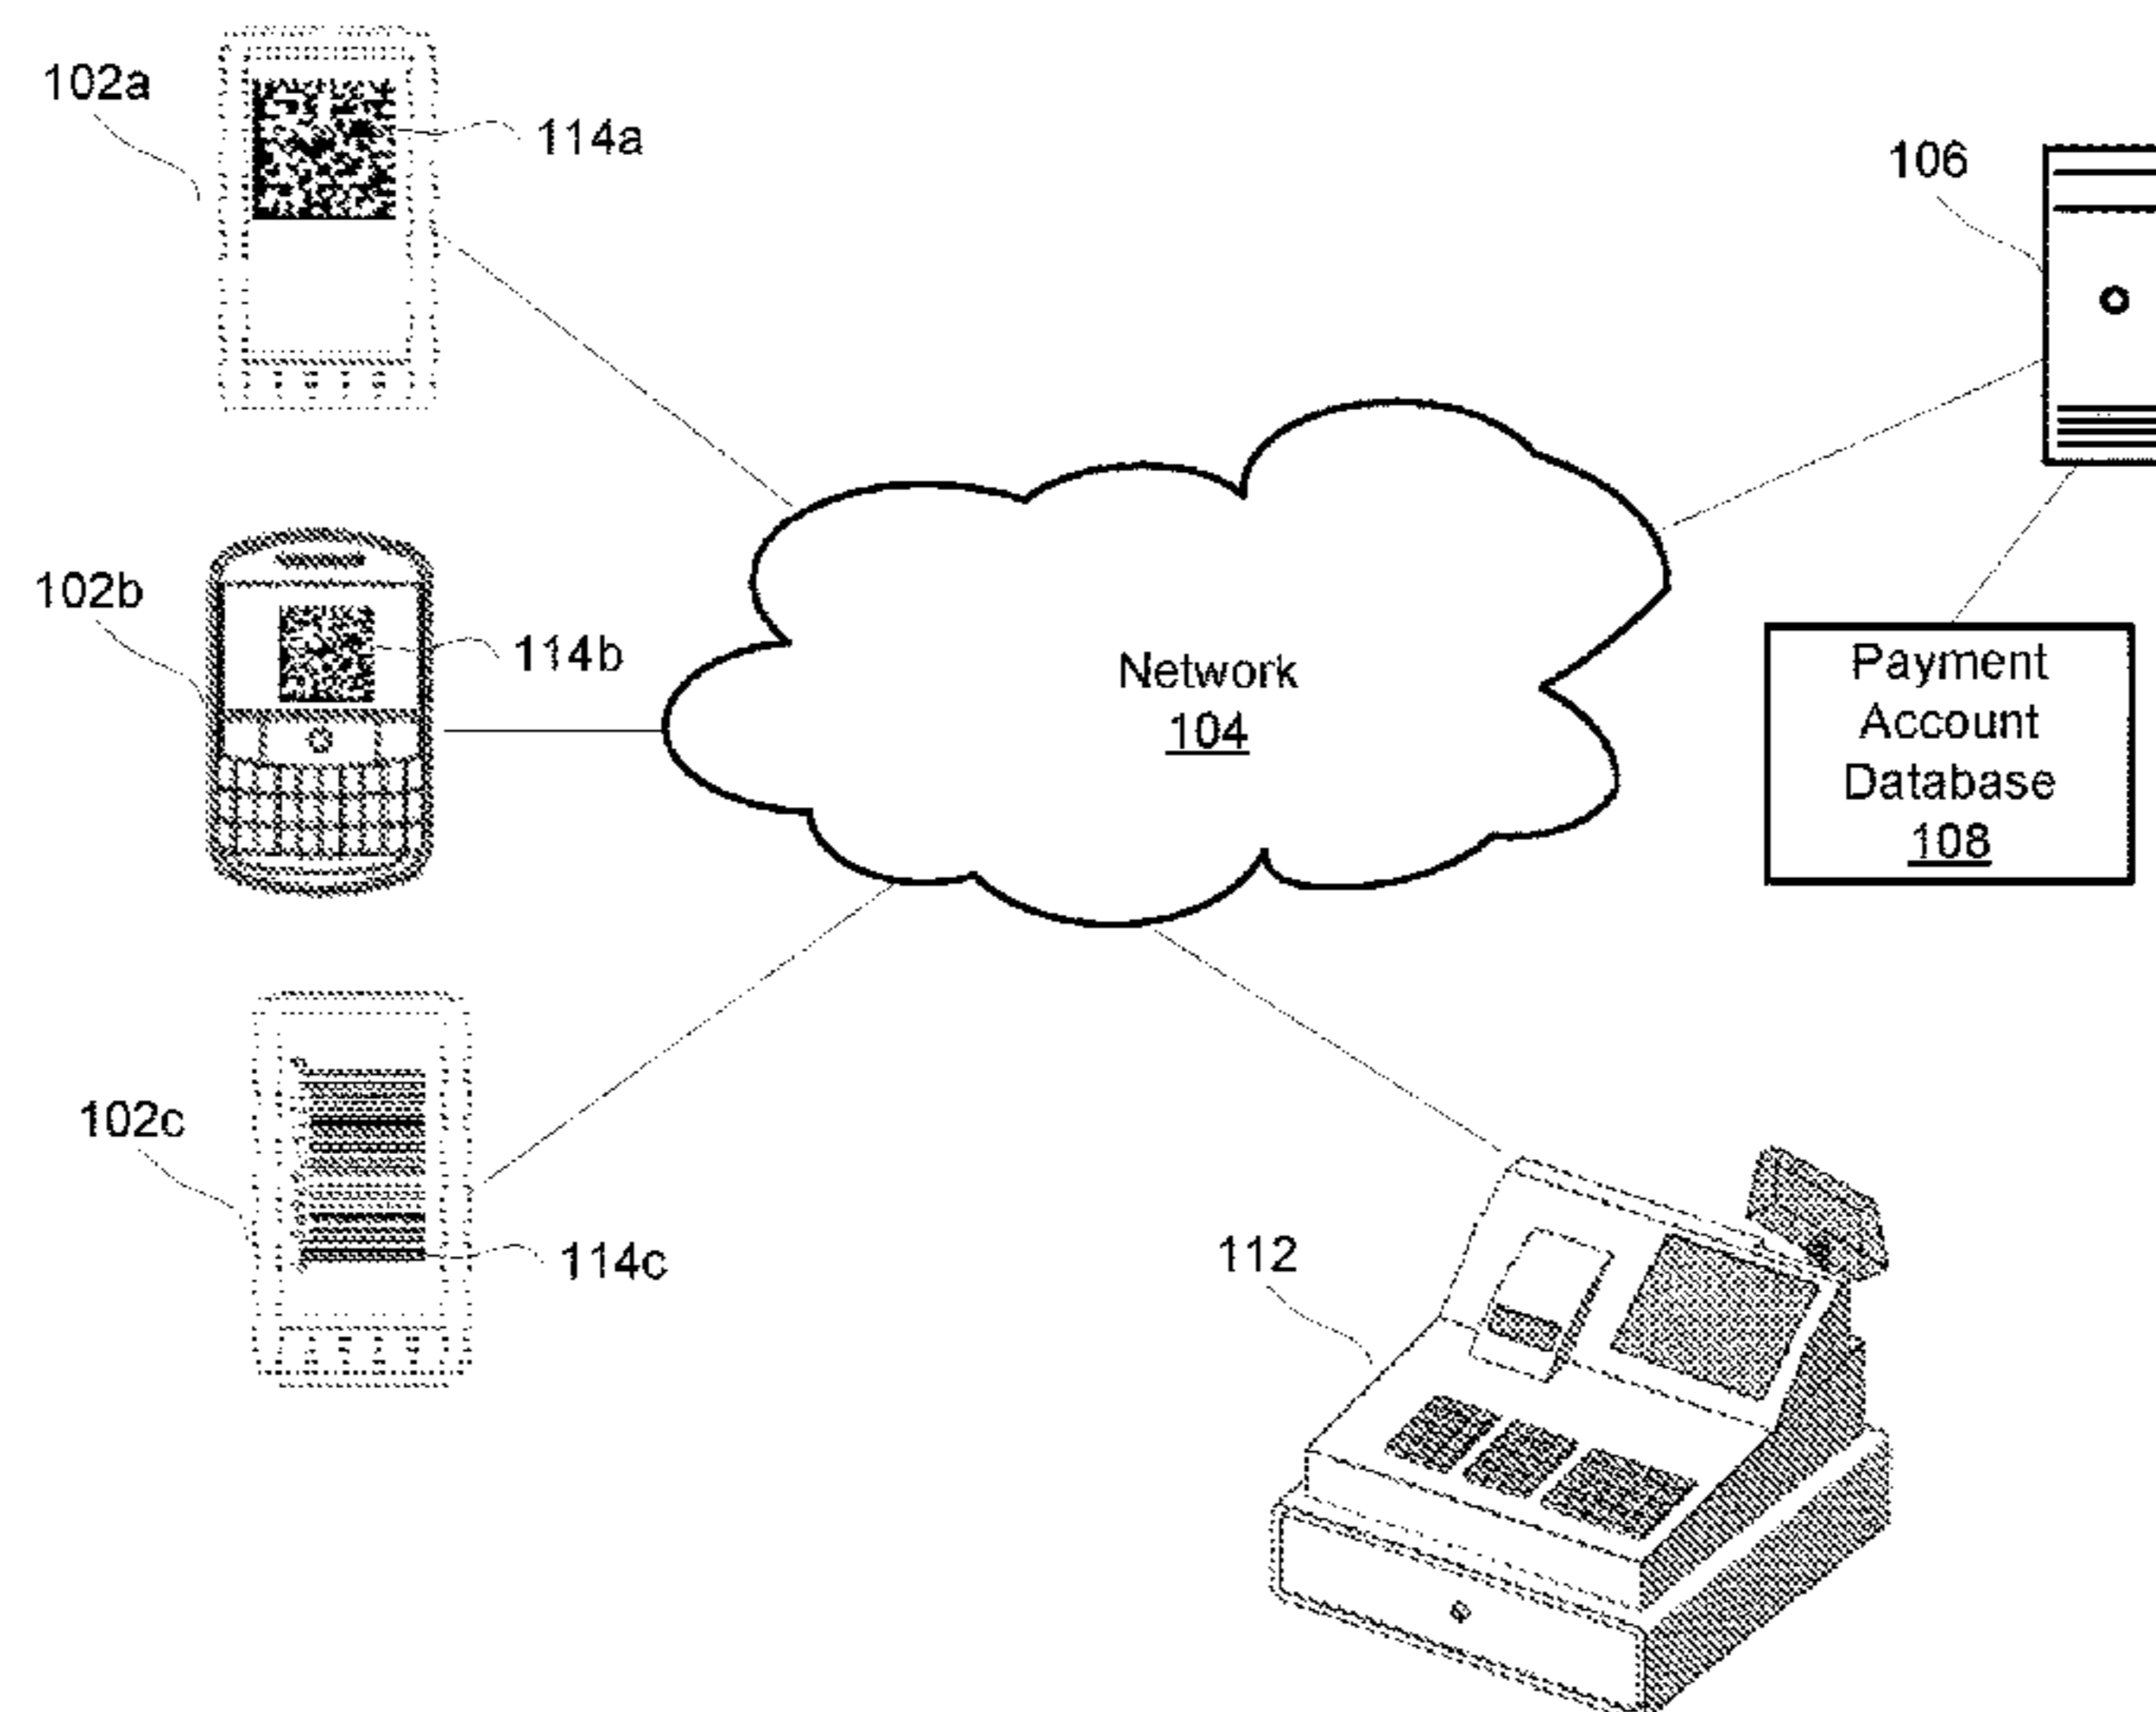 102a
114a
106
102b
114b
Network
104
Payment
Account
Database
108
102c
114c
112